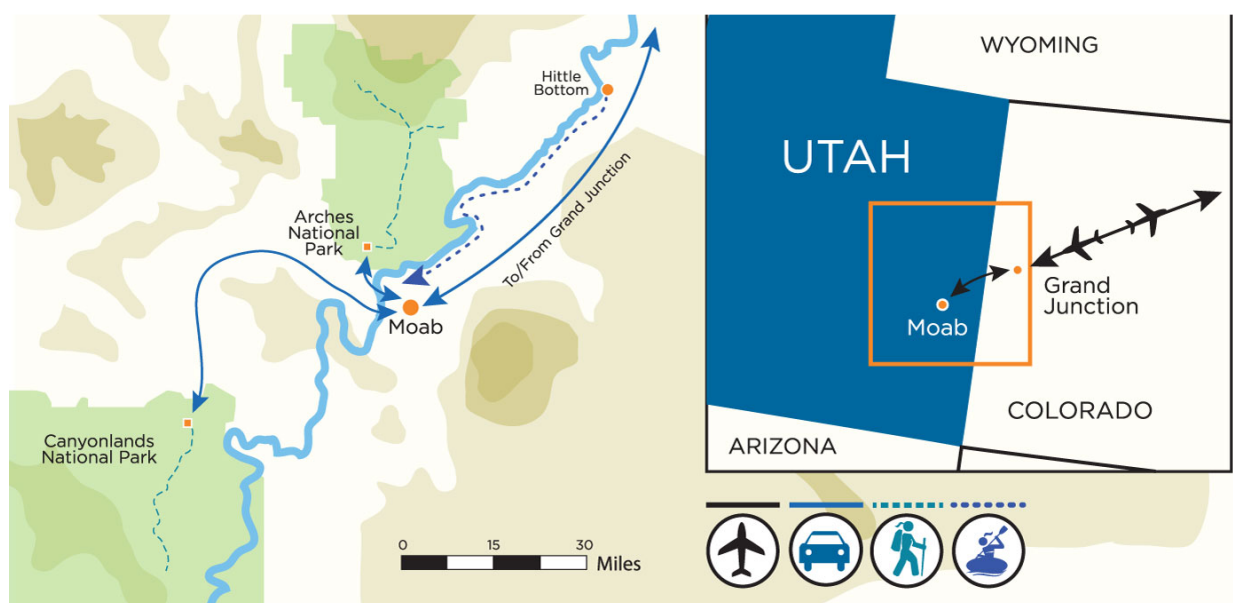 Hittle
Bottom
To/From Grand Junction
Arches
National
Park
Moab
Canyonlands
National Park
0 15 30
Miles
WYOMING
UTAH
Grand
Junction
Moab
COLORADO
ARIZONA